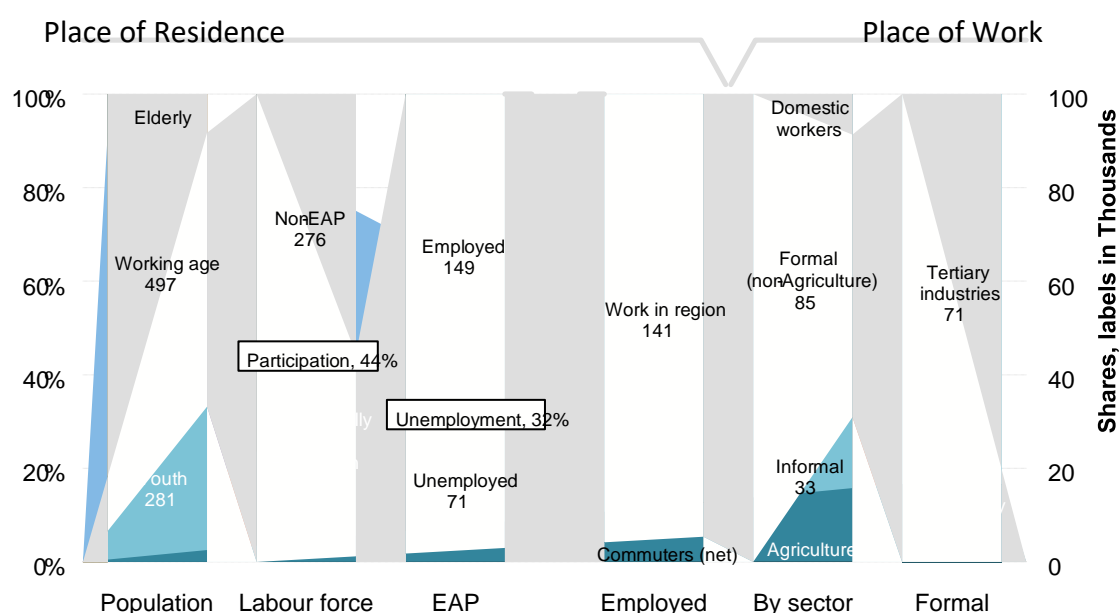 Place of Residence
Place of Work
100%
80%
60%
40%
20%
0%
100
80
60
40
20
0
Shares, labels in Thousands
Elderly
Working age
497
281
Non-EAP
276
Participation, 44%
Employed
149
Unemployment, 32%
Unemployed
71
Work in region
141
Commuters (net)
Domestic
workers
Formal
(non-Agriculture)
85
Informal
33
Agriculture
Tertiary
industries
71
Population
Labour force
EAP
Employed
By sector
Formal